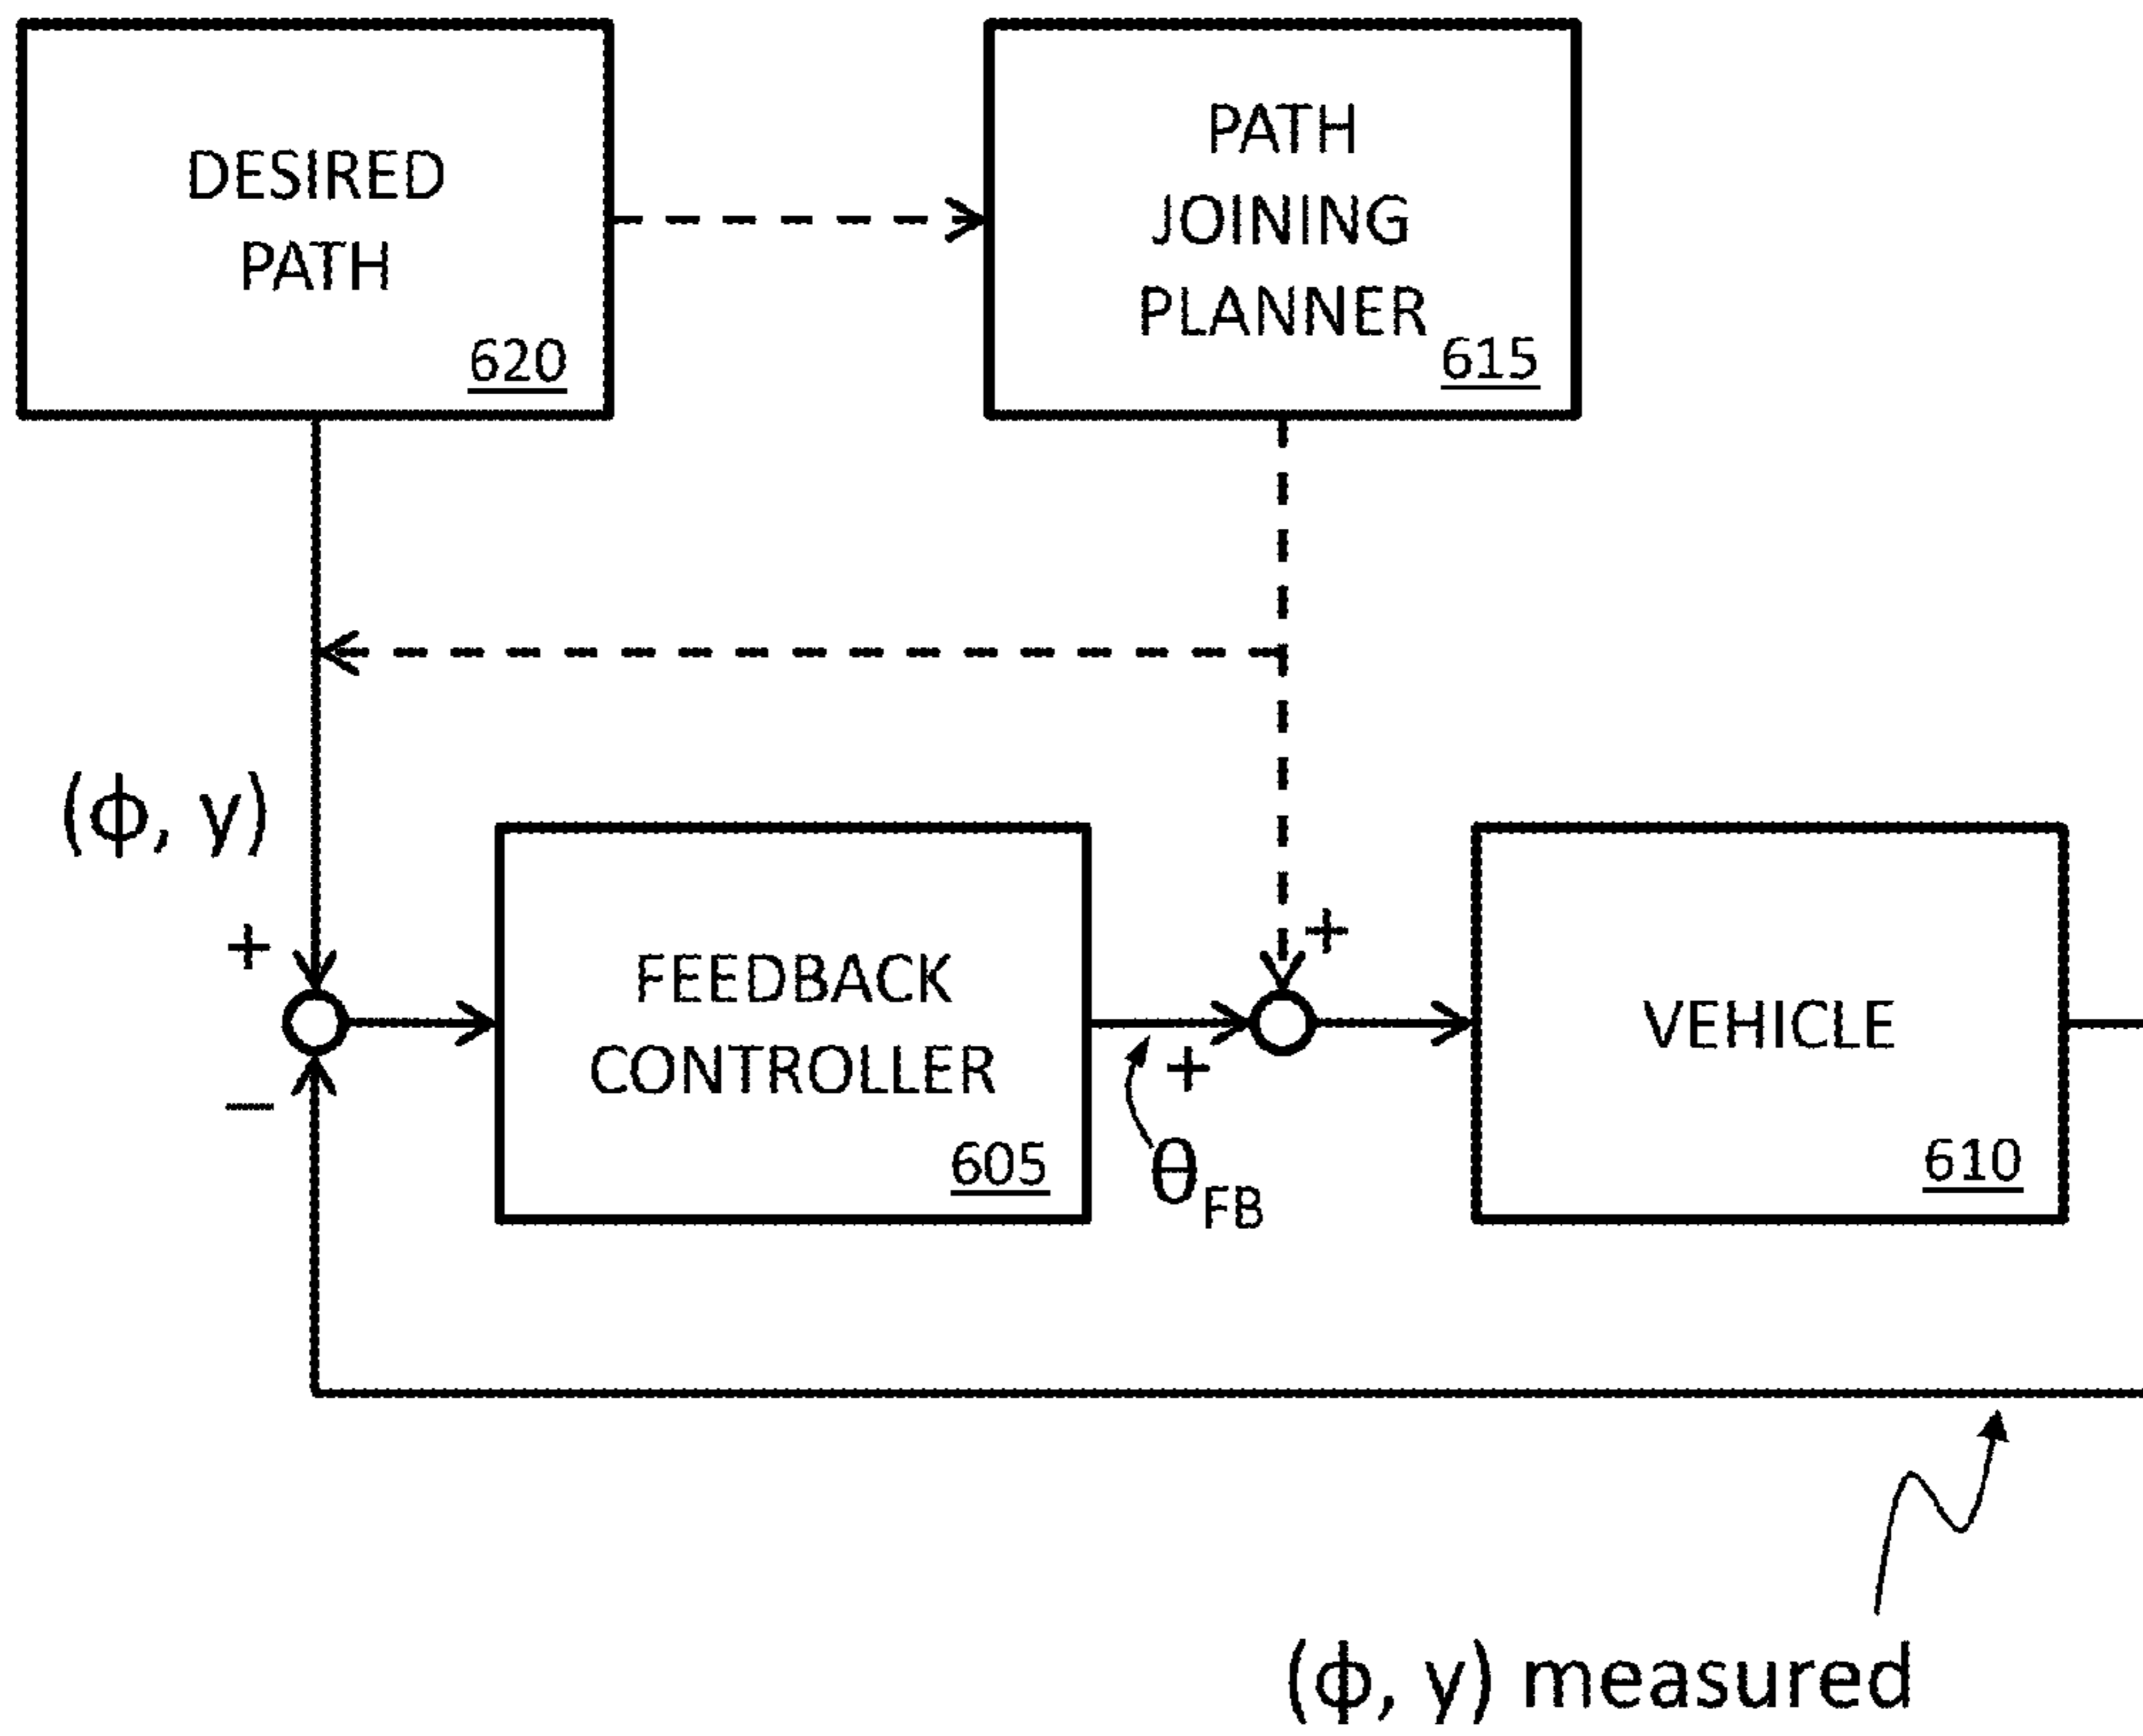 DESIRED
PATH
620
PATH
JOINING
PLANNER
615
(ϕ, y)
+
−
FEEDBACK
CONTROLLER
605
+
θFB
+
VEHICLE
610
(ϕ, y) measured